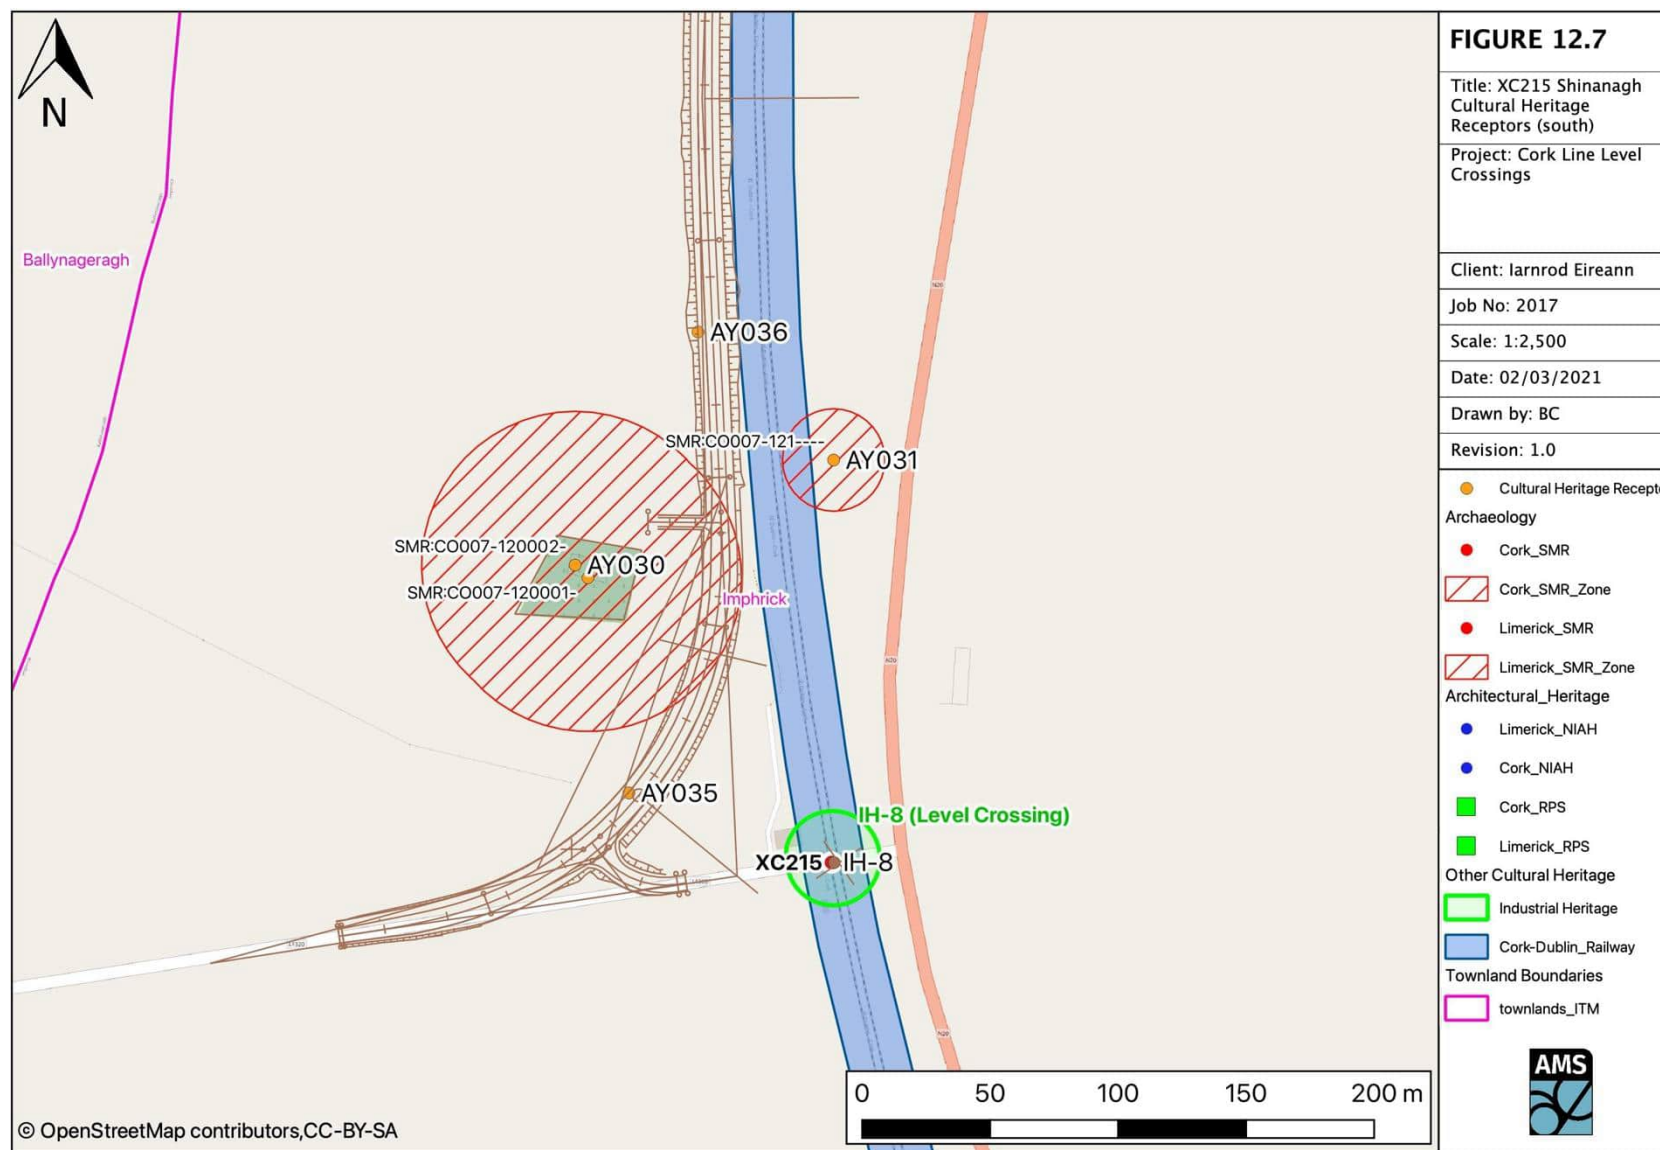 N
Ballynageragh
AY036
SMR:CO007-121----
AY031
N20
SMR:CO007-120002-
AY030
SMR:CO007-120001-
Imphrick
N20
AY035
IH-8 (Level Crossing)
XC215
IH-8
N20
0 50 100 150 200 m
© OpenStreetMap contributors,CC-BY-SA
FIGURE 12.7
Title: XC215 Shinanagh
Cultural Heritage
Receptors (south)
Project: Cork Line Level
Crossings
Client: Iarnrod Eireann
Job No: 2017
Scale: 1:2,500
Date: 02/03/2021
Drawn by: BC
Revision: 1.0
Cultural Heritage Recepto
Archaeology
Cork_SMR
Cork_SMR_Zone
Limerick_SMR
Limerick_SMR_Zone
Architectural_Heritage
Limerick_NIAH
Cork_NIAH
Cork_RPS
Limerick_RPS
Other Cultural Heritage
Industrial Heritage
Cork-Dublin_Railway
Townland Boundaries
townlands_ITM
AMS